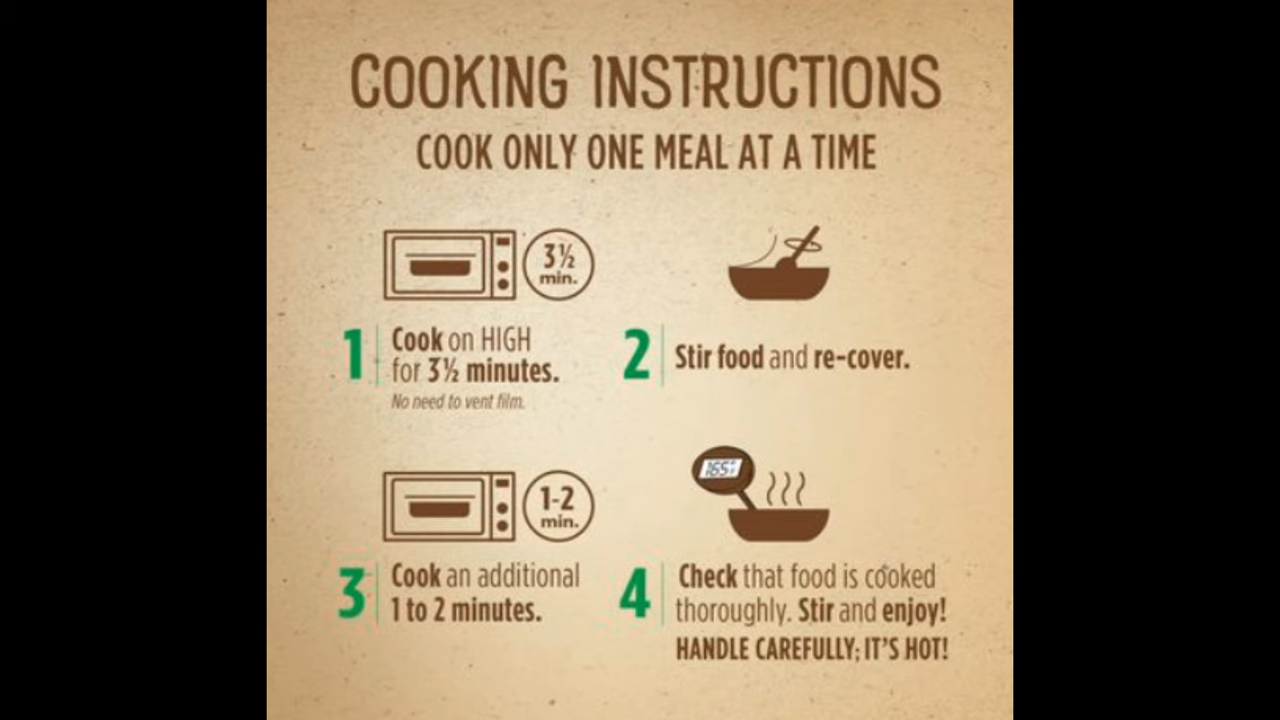 COOKING INSTRUCTIONS
COOK ONLY ONE MEAL AT A TIME
3½
min.
1
Cook on HIGH
for 3½ minutes.
No need to vent film.
2
Stir food and re-cover.
1-2
min.
3
Cook an additional
1 to 2 minutes.
165°F
4
Check that food is cooked
thoroughly. Stir and enjoy!
HANDLE CAREFULLY; IT'S HOT!